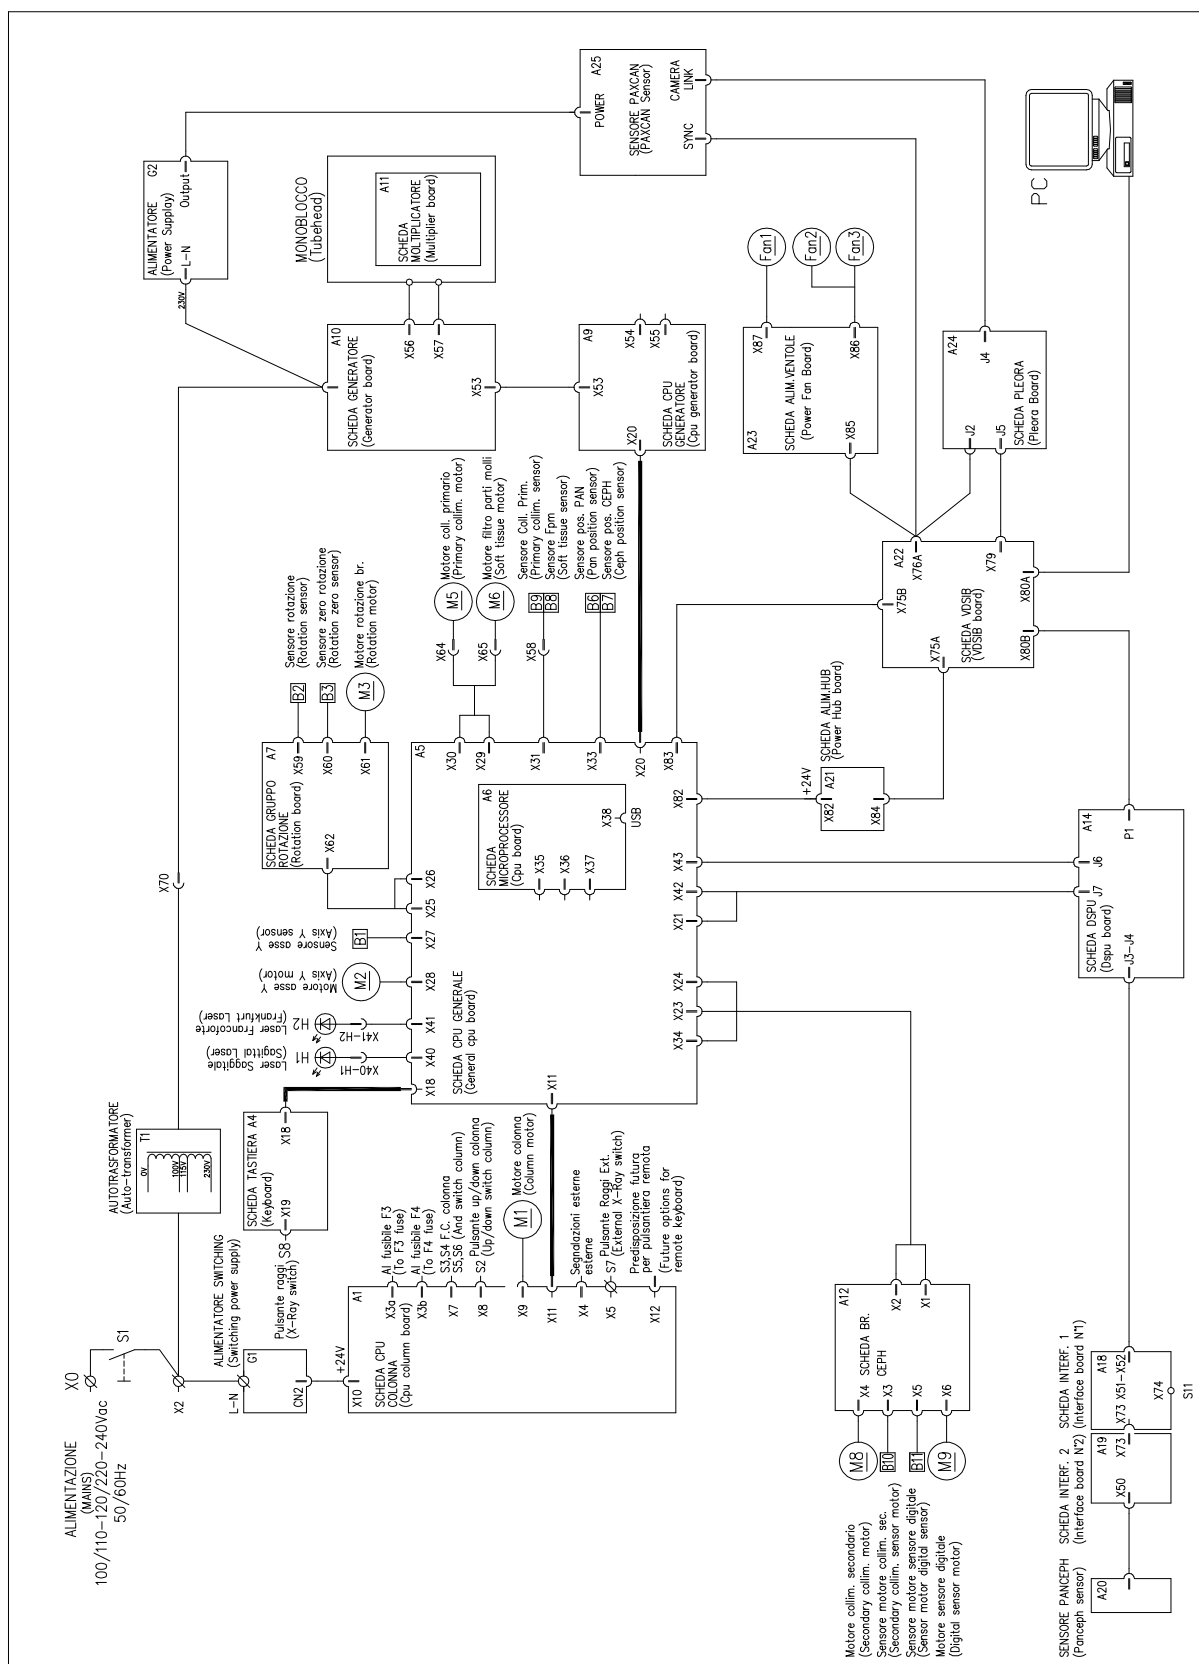 ALIMENTAZIONE
(MAINS)
100/110-120/220-240Vac
50/60Hz
X0
S1
X2
AUTOTRASFORMATORE
(Auto-transformer)
T1
0V
100V
115V
230V
X70
ALIMENTATORE
(Power Supplay)
G2
L-N
Output
230V
MONOBLOCCO
(Tubehead)
A11
SCHEDA
MOLTIPLICATORE
(Multiplier board)
A25
POWER
SENSORE PAXCAN
(PAXCAN Sensor)
SYNC
CAMERA
LINK
A10
SCHEDA GENERATORE
(Generator board)
X56
X57
X53
A9
X53
X54
X55
X20
SCHEDA CPU
GENERATORE
(Cpu generator board)
ALIMENTATORE SWITCHING
(Switching power supply)
L-N
G1
CN2
+24V
SCHEDA TASTIERA A4
(Keyboard)
X18
X19
S8
Pulsante raggi
(X-Ray switch)
A1
X10
SCHEDA CPU
COLONNA
(Cpu column board)
X3a
Al fusibile F3
(To F3 fuse)
X3b
Al fusibile F4
(To F4 fuse)
X7
S3,S4 F.C. colonna
S5,S6 (And switch column)
X8
S2
Pulsante up/down colonna
(Up/down switch column)
X9
M1
Motore colonna
(Column motor)
X11
X4
Segnalazioni esterne
esterne
X5
S7
Pulsante Raggi Ext.
(External X-Ray switch)
X12
Predisposizione futura
per pulsantiera remota
(Future options for
remote keyboard)
Laser Saggitale
(Sagittal Laser)
H1
X40-H1
Laser Francoforte
(Frankfurt Laser)
H2
X41-H2
Motore asse Y
(Axis Y motor)
M2
Sensore asse Y
(Axis Y sensor)
B1
A7
SCHEDA GRUPPO
ROTAZIONE
(Rotation board)
X62
X59
X60
X61
B2
Sensore rotazione
(Rotation sensor)
B3
Sensore zero rotazione
(Rotation zero sensor)
M3
Motore rotazione br.
(Rotation motor)
A5
SCHEDA CPU GENERALE
(General cpu board)
X18
X40
X41
X28
X27
X25
X26
X11
X30
X29
X31
X33
X20
X83
X34
X23
X24
X21
X42
X43
X82
A6
SCHEDA
MICROPROCESSORE
(Cpu board)
X35
X36
X37
X38
USB
X64
M5
Motore coll. primario
(Primary collim. motor)
X65
M6
Motore filtro parti molli
(Soft tissue motor)
X58
B9
B8
Sensore Coll. Prim.
(Primary collim. sensor)
Sensore Fpm
(Soft tissue sensor)
B6
B7
Sensore pos. PAN
(Pan position sensor)
Sensore pos. CEPH
(Ceph position sensor)
A23
SCHEDA ALIM.VENTOLE
(Power Fan Board)
X87
X86
X85
Fan1
Fan2
Fan3
A24
J4
J2
J5
SCHEDA PLEORA
(Pleora Board)
PC
A22
X76A
X75B
X75A
X79
SCHEDA VDSIB
(VDSIB board)
X80B
X80A
+24V
SCHEDA ALIM.HUB
(Power Hub board)
A21
X82
X84
A14
J6
J7
P1
SCHEDA DSPU
(Dspu board)
J3-J4
A12
SCHEDA BR.
CEPH
X2
X1
X4
X3
X5
X6
M8
B10
B11
M9
Motore collim. secondario
(Secondary collim. motor)
Sensore motore collim. sec.
(Secondary collim. sensor motor)
Sensore motore sensore digitale
(Sensor motor digital sensor)
Motore sensore digitale
(Digital sensor motor)
SENSORE PANCEPH
(Panceph sensor)
A20
SCHEDA INTERF. 2
(Interface board N°2)
A19
X50
X73
SCHEDA INTERF. 1
(Interface board N°1)
A18
X73
X51-X52
X74
S11